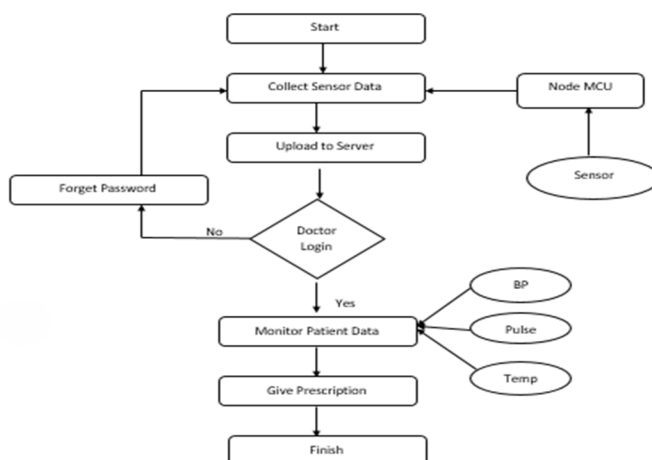 Start
Collect Sensor Data
Node MCU
Upload to Server
Forget Password
Sensor
Doctor
Login
No
BP
Yes
Monitor Patient Data
Pulse
Give Prescription
Temp
Finish